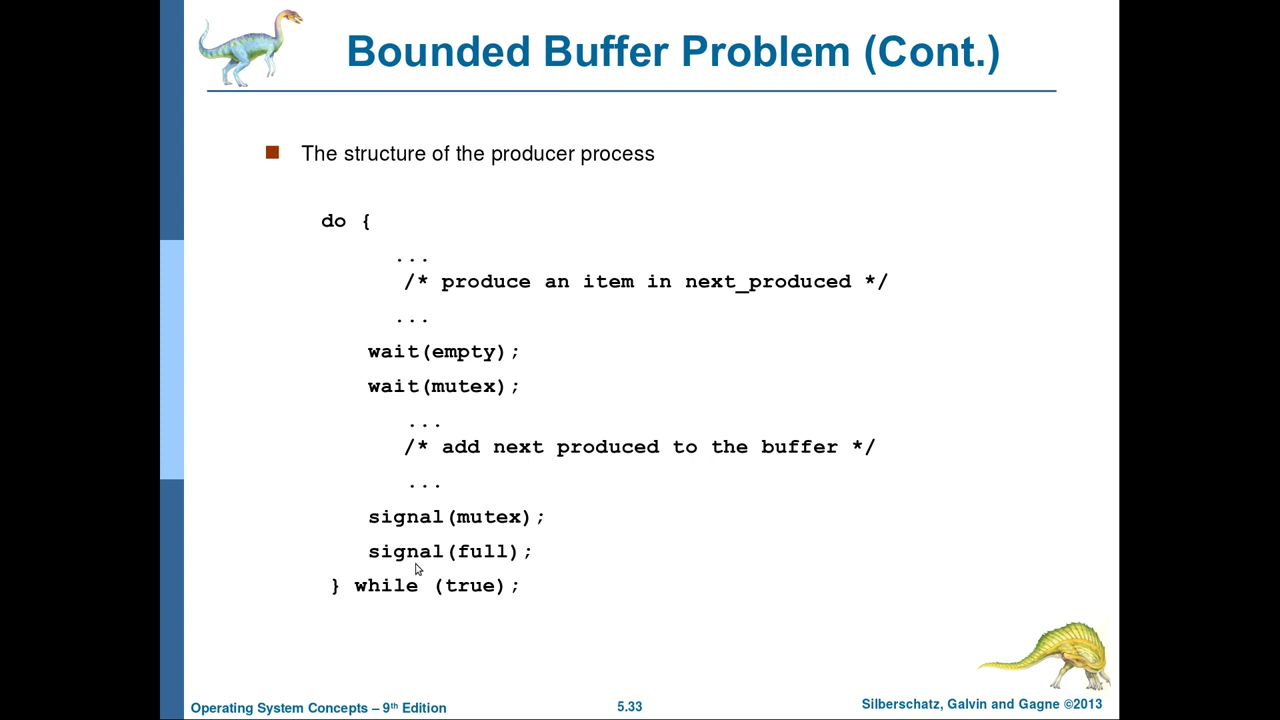 Bounded Buffer Problem (Cont.)
The structure of the producer process
do {
...
/* produce an item in next_produced */
...
wait(empty);
wait(mutex);
...
/* add next produced to the buffer */
...
signal(mutex);
signal(full);
} while (true);
Operating System Concepts – 9th Edition
5.33
Silberschatz, Galvin and Gagne ©2013